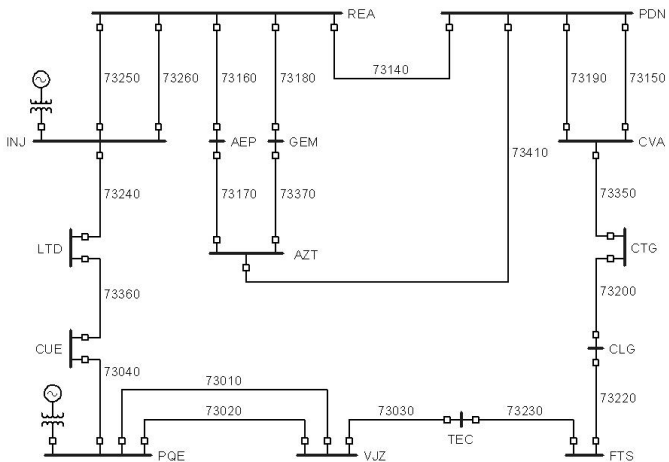 REA
PDN
73140
73250
73260
73160
73180
73190
73150
INJ
AEP
GEM
73410
CVA
73240
73170
73370
73350
LTD
AZT
CTG
73360
73200
CUE
CLG
73040
73010
73220
73020
73030
73230
TEC
PQE
VJZ
FTS